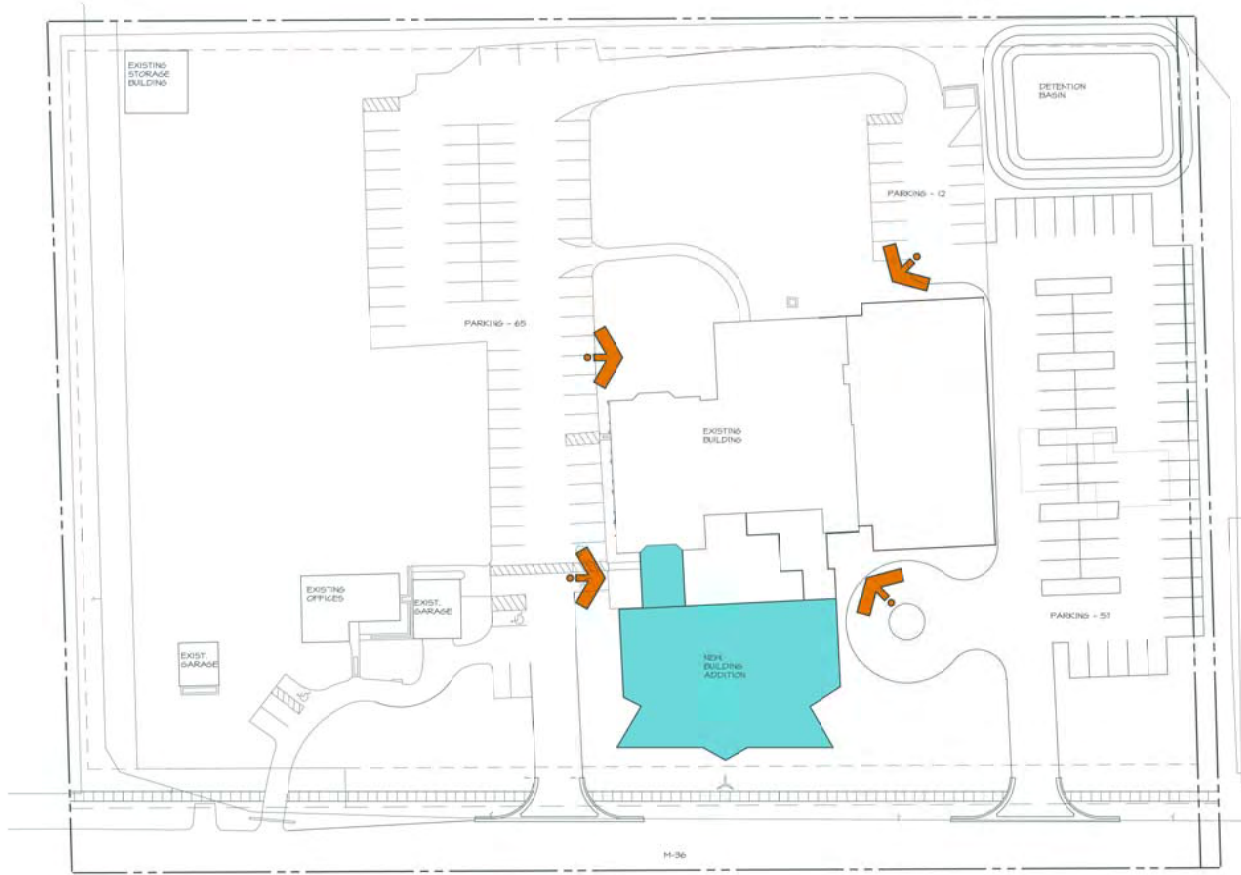 EXISTING
STORAGE
BUILDING
DETENTION
BASIN
PARKING - 12
PARKING - 65
EXISTING
BUILDING
EXISTING
OFFICES
EXIST.
GARAGE
PARKING - 51
EXIST.
GARAGE
NEW
BUILDING
ADDITION
M-36